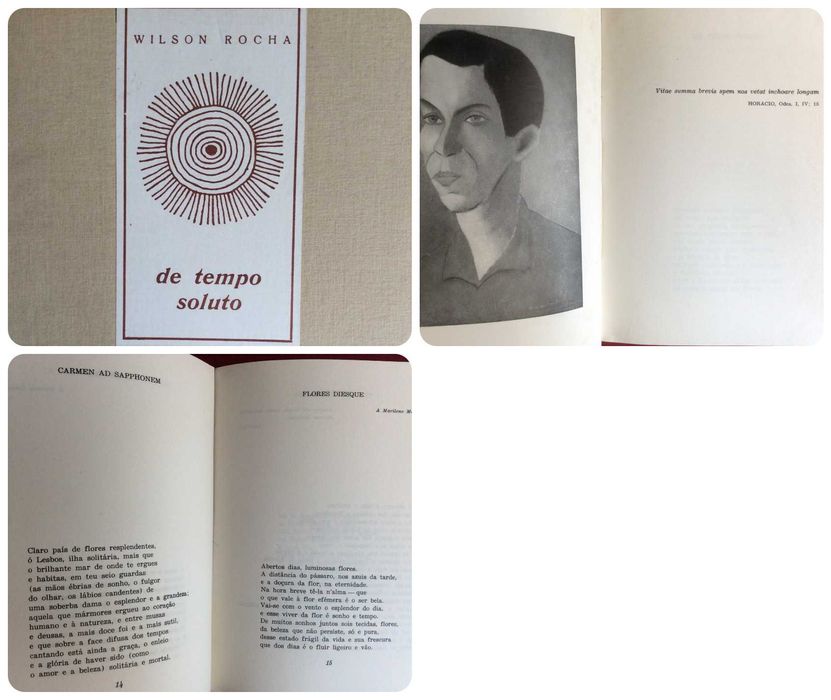 WILSON ROCHA
de tempo
soluto
Vitae summa brevis spem nos vetat inchoare longam
HORACIO, Odes, I, IV; 15
CARMEN AD SAPPHONEM
Claro país de flores resplendentes,
ó Lesbos, ilha solitária, mais que
o brilhante mar de onde te ergues
e habitas, em teu seio guardas
(as mãos ébrias de sonho, o fulgor
do olhar, os lábios candentes) de
uma soberba dama o esplendor e a grandeza:
aquela que mármores ergueu ao coração
humano e à natureza, e entre musas
e deusas, a mais doce foi e a mais sutil,
e que sobre a face difusa dos tempos
cantando está ainda a graça, o enleio
e a glória de haver sido (como
o amor e a beleza) solitária e mortal.
14
FLORES DIESQUE
A Marilene
Abertos dias, luminosas flores.
A distância do pássaro, nos azuis da tarde,
e a doçura da flor, na eternidade.
Na hora breve tê-la n'alma — que
o que vale à flor efêmera é o ser bela.
Vai-se com o vento o esplendor do dia,
e esse viver da flor é sonho e tempo.
De muitos sonhos juntos sois tecidas, flores,
da beleza que não persiste, só e pura,
desse estado frágil da vida e sua frescura
que dos dias é o fluir ligeiro e vão.
15